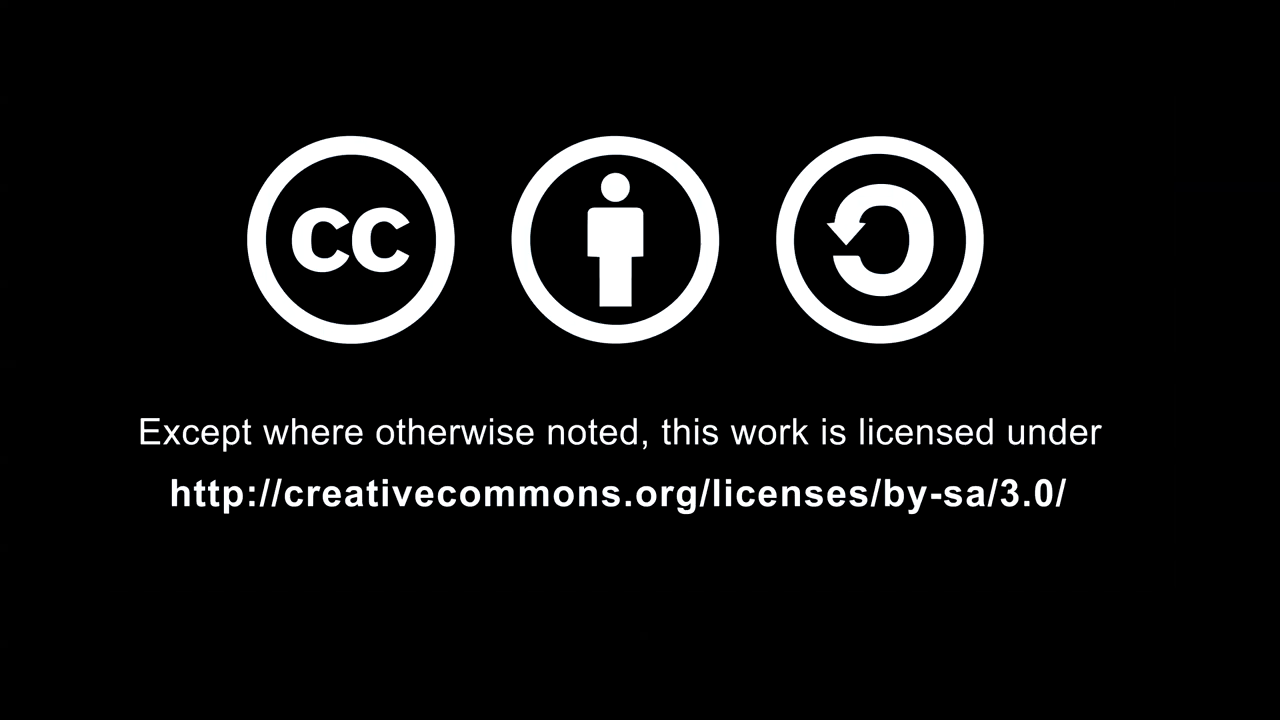 cc
Except where otherwise noted, this work is licensed under
http://creativecommons.org/licenses/by-sa/3.0/